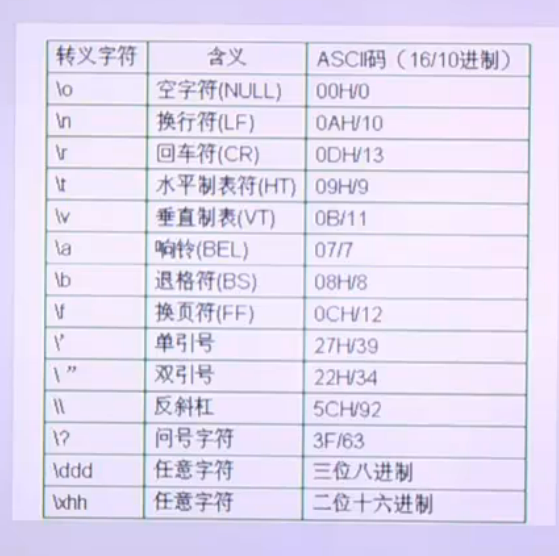 转义字符 含义 ASCII码（16/10进制）
\o 空字符(NULL) 00H/0
\n 换行符(LF) 0AH/10
\r 回车符(CR) 0DH/13
\t 水平制表符(HT) 09H/9
\v 垂直制表(VT) 0B/11
\a 响铃(BEL) 07/7
\b 退格符(BS) 08H/8
\f 换页符(FF) 0CH/12
\' 单引号 27H/39
\ ” 双引号 22H/34
\\ 反斜杠 5CH/92
\? 问号字符 3F/63
\ddd 任意字符 三位八进制
\xhh 任意字符 二位十六进制